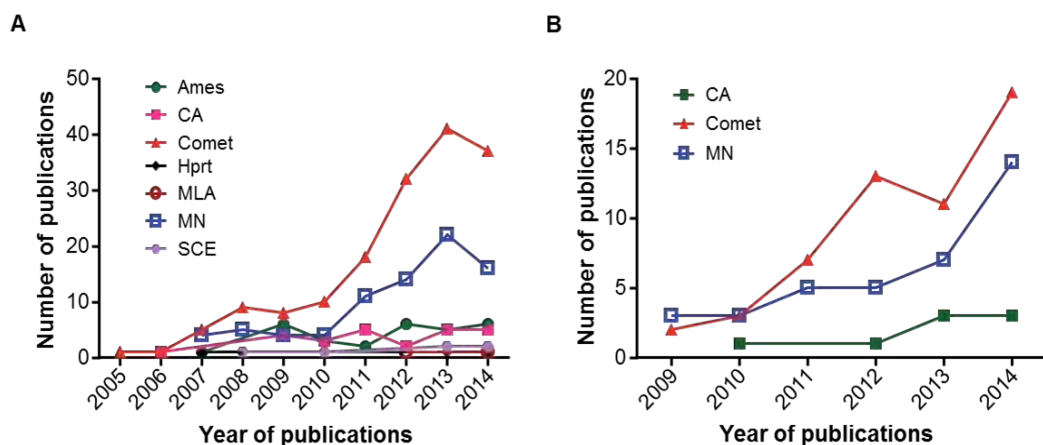 A
Number of publications
50
40
30
20
10
0
Ames
CA
Comet
Hprt
MLA
MN
SCE
2005
2006
2007
2008
2009
2010
2011
2012
2013
2014
Year of publications
B
Number of publications
20
15
10
5
0
CA
Comet
MN
2009
2010
2011
2012
2013
2014
Year of publications